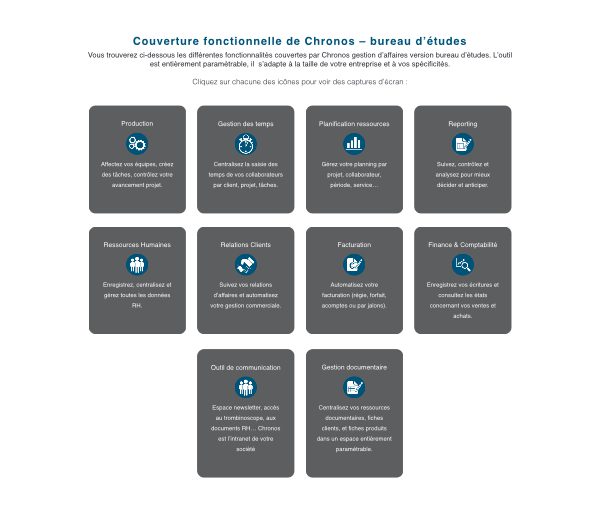 Couverture fonctionnelle de Chronos – bureau d'études
Vous trouverez ci-dessous les différentes fonctionnalités couvertes par Chronos gestion d'affaires version bureau d'études. L'outil
est entièrement paramétrable, il s'adapte à la taille de votre entreprise et à vos spécificités.
Cliquez sur chacune des icônes pour voir des captures d'écran :
Production
Affectez vos équipes, créez
des tâches, contrôlez votre
avancement projet.
Gestion des temps
Centralisez la saisie des
temps de vos collaborateurs
par client, projet, tâches.
Planification ressources
Gérez votre planning par
projet, collaborateur,
période, service…
Reporting
Suivez, contrôlez et
analysez pour mieux
décider et anticiper.
Ressources Humaines
Enregistrez, centralisez et
gérez toutes les données
RH.
Relations Clients
Suivez vos relations
d'affaires et automatisez
votre gestion commerciale.
Facturation
Automatisez votre
facturation (régie, forfait,
acomptes ou par jalons).
Finance & Comptabilité
Enregistrez vos écritures et
consultez les états
concernant vos ventes et
achats.
Outil de communication
Espace newsletter, accès
au trombinoscope, aux
documents RH… Chronos
est l'intranet de votre
société
Gestion documentaire
Centralisez vos ressources
documentaires, fiches
clients, et fiches produits
dans un espace entièrement
paramétrable.